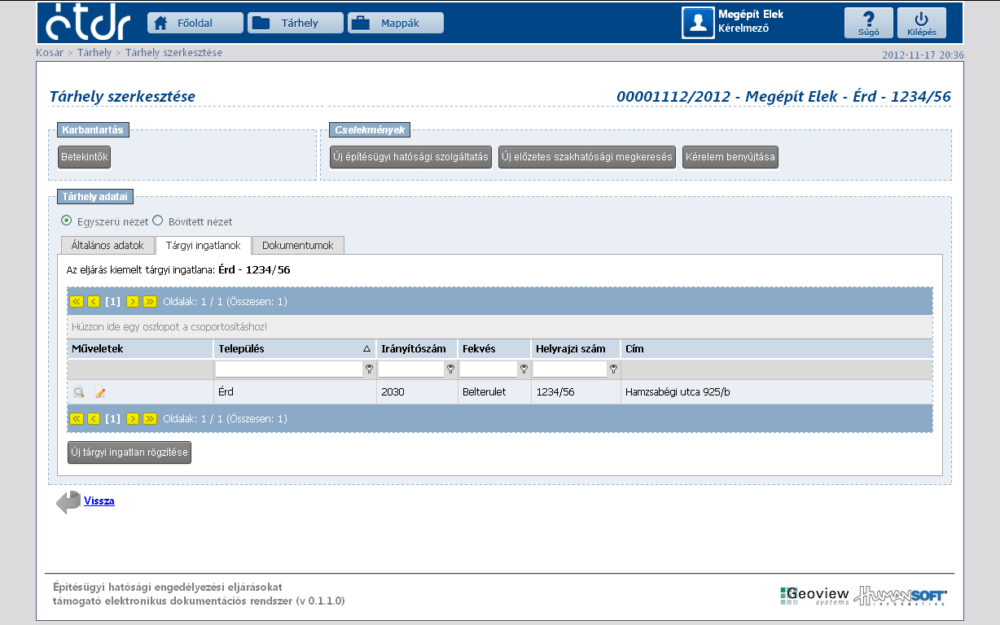 étdr
Főoldal
Tárhely
Mappák
Megépít Elek
Kérelmező
?
Súgó
Kilépés
Kosár > Tárhely > Tárhely szerkesztése
2012-11-17 20:36
Tárhely szerkesztése
00001112/2012 - Megépít Elek - Érd - 1234/56
Karbantartás
Betekintők
Cselekmények
Új építésügyi hatósági szolgáltatás
Új előzetes szakhatósági megkeresés
Kérelem benyújtása
Tárhely adatai
Egyszerű nézet
Bővített nézet
Általános adatok
Tárgyi ingatlanok
Dokumentumok
Az eljárás kiemelt tárgyi ingatlana: Érd - 1234/56
[1] Oldalak: 1 / 1 (Összesen: 1)
Húzzon ide egy oszlopot a csoportosításhoz!
Műveletek Település Irányítószám Fekvés Helyrajzi szám Cím
Érd 2030 Belterulet 1234/56 Hamzsabégi utca 925/b
[1] Oldalak: 1 / 1 (Összesen: 1)
Új tárgyi ingatlan rögzítése
Vissza
Építésügyi hatósági engedélyezési eljárásokat
támogató elektronikus dokumentációs rendszer (v 0.1.1.0)
Geoview
systems
HUMANSOFT
INFORMATIKA